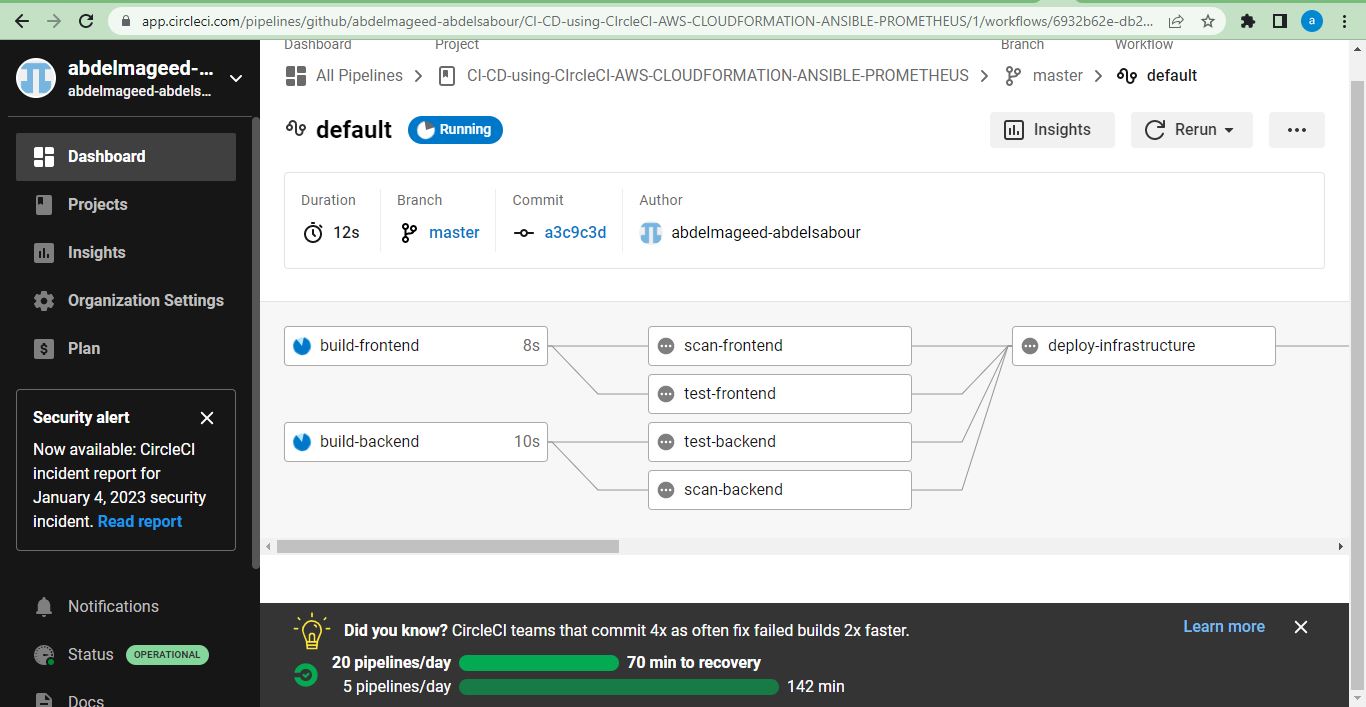 app.circleci.com/pipelines/github/abdelmageed-abdelsabour/CI-CD-using-CIrcleCI-AWS-CLOUDFORMATION-ANSIBLE-PROMETHEUS/1/workflows/6932b62e-db2...
a
abdelmageed-...
abdelmageed-abdels...
Dashboard
Projects
Insights
Organization Settings
Plan
Security alert
Now available: CircleCI
incident report for
January 4, 2023 security
incident. Read report
Notifications
Status OPERATIONAL
Docs
Dashboard Project Branch Workflow
All Pipelines CI-CD-using-CIrcleCI-AWS-CLOUDFORMATION-ANSIBLE-PROMETHEUS master default
default Running
Insights Rerun
Duration Branch Commit Author
12s master a3c9c3d abdelmageed-abdelsabour
build-frontend 8s scan-frontend deploy-infrastructure
test-frontend
build-backend 10s test-backend
scan-backend
Did you know? CircleCI teams that commit 4x as often fix failed builds 2x faster.
Learn more
20 pipelines/day 70 min to recovery
5 pipelines/day 142 min